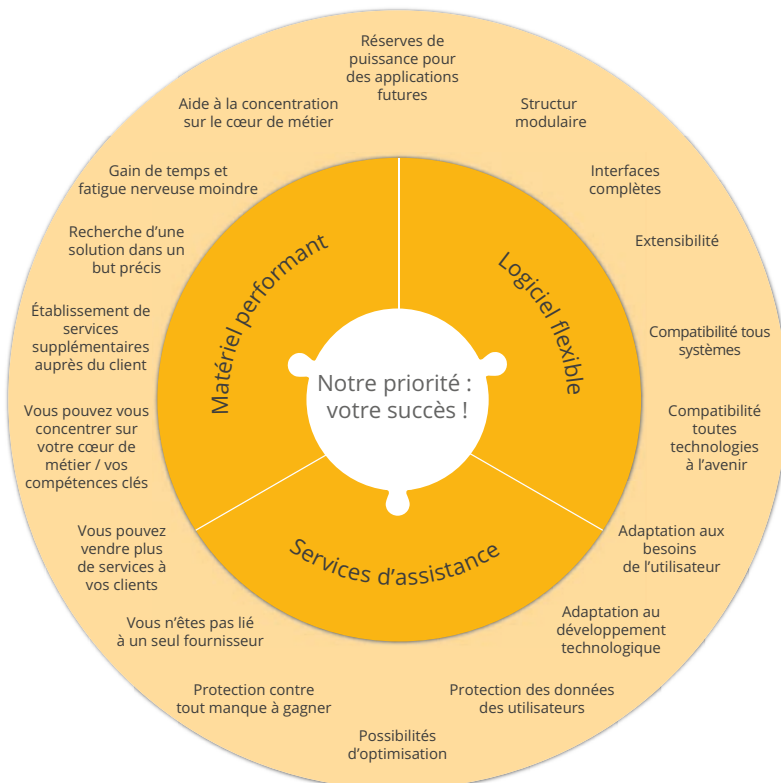 Réserves de
puissance pour
des applications
futures
Structur
modulaire
Interfaces
complètes
Extensibilité
Compatibilité tous
systèmes
Compatibilité
toutes
technologies
à l’avenir
Adaptation aux
besoins
de l’utilisateur
Adaptation au
développement
technologique
Protection des données
des utilisateurs
Possibilités
d’optimisation
Protection contre
tout manque à gagner
Vous n’êtes pas lié
à un seul fournisseur
Vous pouvez
vendre plus
de services à
vos clients
Vous pouvez vous
concentrer sur
votre cœur de
métier / vos
compétences clés
Établissement de
services
supplémentaires
auprès du client
Recherche d’une
solution dans un
but précis
Gain de temps et
fatigue nerveuse moindre
Aide à la concentration
sur le cœur de métier
Matériel performant
Logiciel flexible
Services d’assistance
Notre priorité :
votre succès !